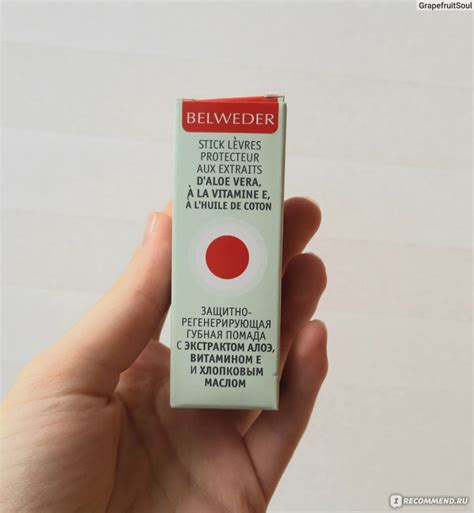 GrapefruitSoul
BELWEDER
STICK LÈVRES
PROTECTEUR
AUX EXTRAITS
D'ALOE VERA,
À LA VITAMINE E,
À L'HUILE DE COTON
ЗАЩИТНО-
РЕГЕНЕРИРУЮЩАЯ
ГУБНАЯ ПОМАДА
С ЭКСТРАКТОМ АЛОЭ,
ВИТАМИНОМ Е
И ХЛОПКОВЫМ
МАСЛОМ
I RECOMMEND.RU